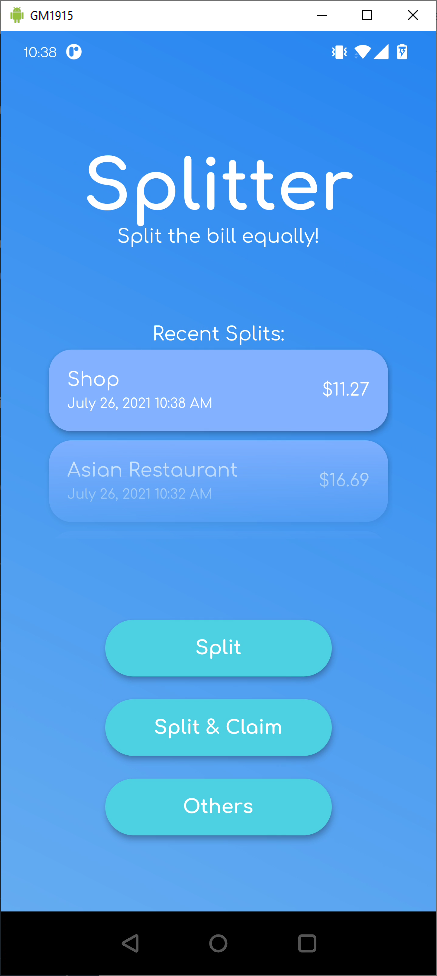 GM1915
10:38
Splitter
Split the bill equally!
Recent Splits:
Shop
$11.27
July 26, 2021 10:38 AM
Asian Restaurant
$16.69
July 26, 2021 10:32 AM
Split
Split & Claim
Others